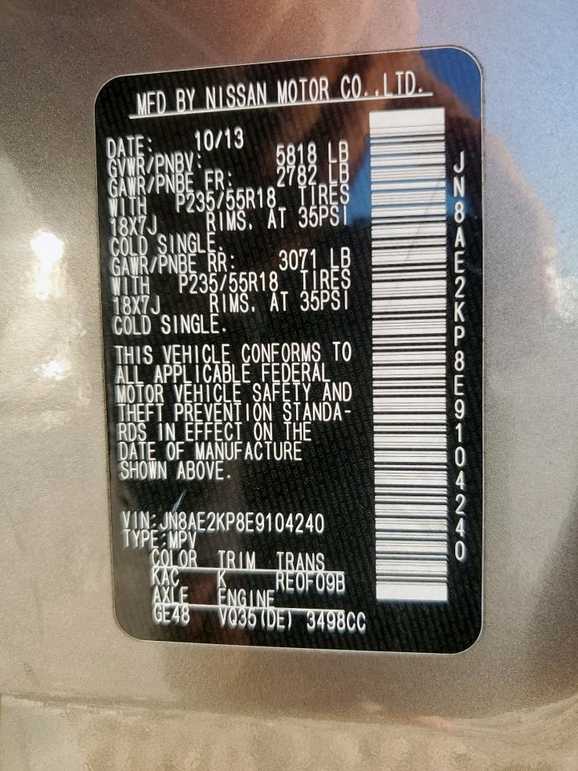 MFD BY NISSAN MOTOR CO.,LTD.
DATE: 10/13
GVWR/PNBV: 5818 LB
GAWR/PNBE FR: 2782 LB
WITH P235/55R18 TIRES
18X7J RIMS. AT 35PSI
COLD SINGLE.
GAWR/PNBE RR: 3071 LB
WITH P235/55R18 TIRES
18X7J RIMS. AT 35PSI
COLD SINGLE.
THIS VEHICLE CONFORMS TO
ALL APPLICABLE FEDERAL
MOTOR VEHICLE SAFETY AND
THEFT PREVENTION STANDA-
RDS IN EFFECT ON THE
DATE OF MANUFACTURE
SHOWN ABOVE.
VIN:JN8AE2KP8E9104240
TYPE:MPV
COLOR TRIM TRANS
KAC K RE0F09B
AXLE ENGINE
GE48 VQ35(DE) 3498CC
JN8AE2KP8E9104240